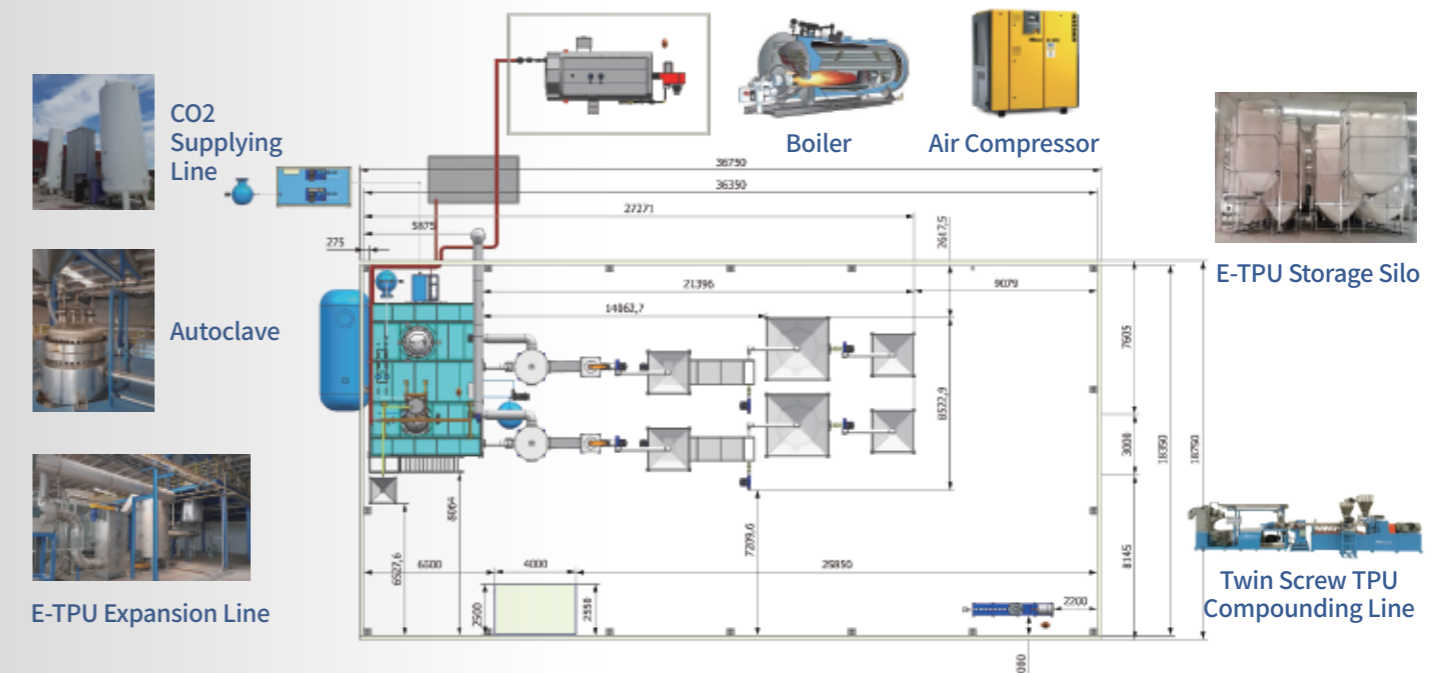 CO2
Supplying
Line
Boiler
Air Compressor
36750
36350
27271
5875
275
2617,5
E-TPU Storage Silo
21396
9079
14862,7
Autoclave
7605
8522,9
3000
18350
18750
8064
7209,6
6527,6
6500
4000
25850
8145
2500
2550
2200
E-TPU Expansion Line
Twin Screw TPU
Compounding Line